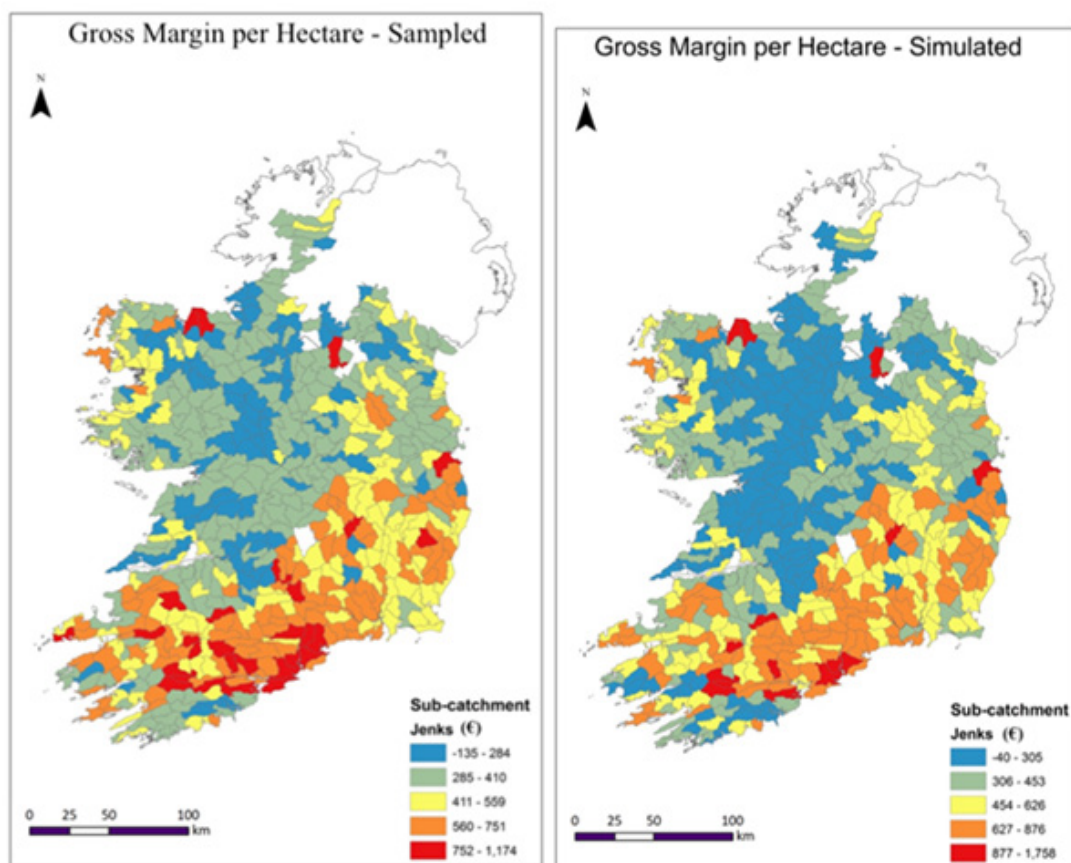 Gross Margin per Hectare - Sampled
N
Sub-catchment
Jenks (€)
-135 - 284
285 - 410
411 - 559
560 - 751
752 - 1,174
0 25 50 100
km
Gross Margin per Hectare - Simulated
N
Sub-catchment
Jenks (€)
-40 - 305
306 - 453
454 - 626
627 - 876
877 - 1,758
0 25 50 100
km